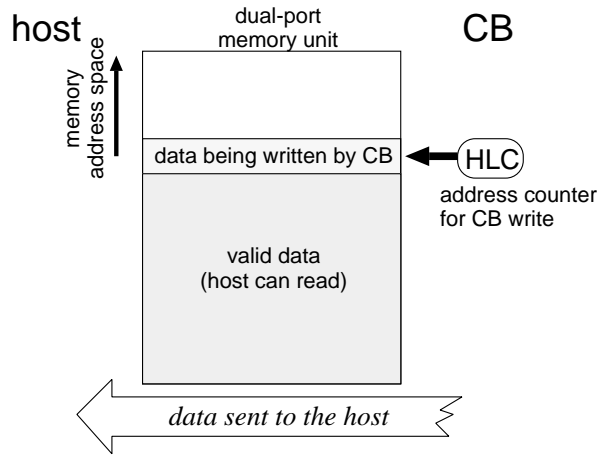 host
dual-port
memory unit
CB
memory
address space
data being written by CB
HLC
address counter
for CB write
valid data
(host can read)
data sent to the host